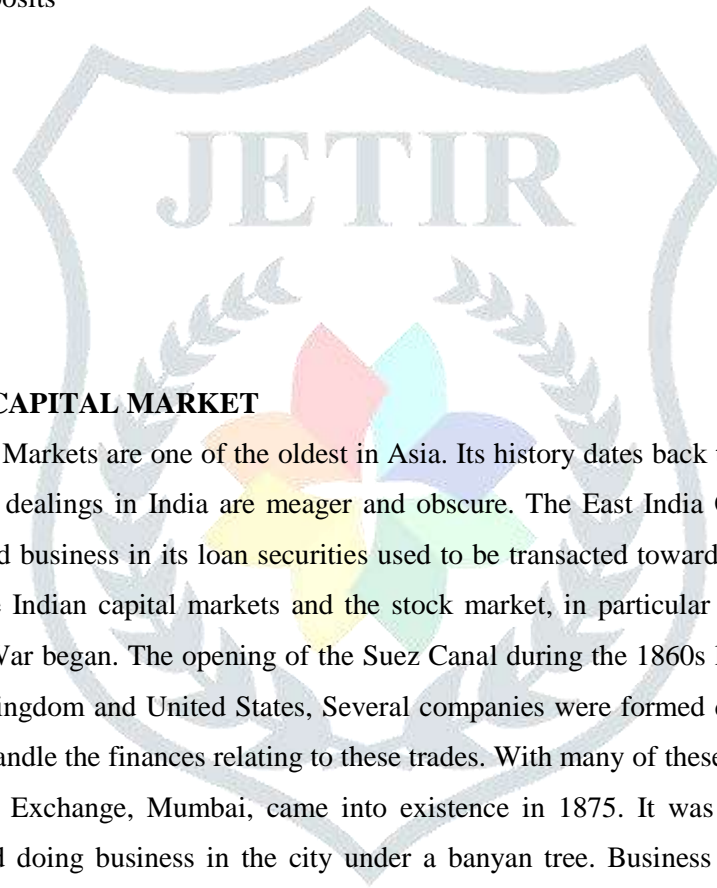 posits
JETIR
CAPITAL MARKET
Markets are one of the oldest in Asia. Its history dates back
dealings in India are meager and obscure. The East India
business in its loan securities used to be transacted toward
Indian capital markets and the stock market, in particular
War began. The opening of the Suez Canal during the 1860s
ingdom and United States, Several companies were formed
andle the finances relating to these trades. With many of these
Exchange, Mumbai, came into existence in 1875. It was
d doing business in the city under a banyan tree. Business